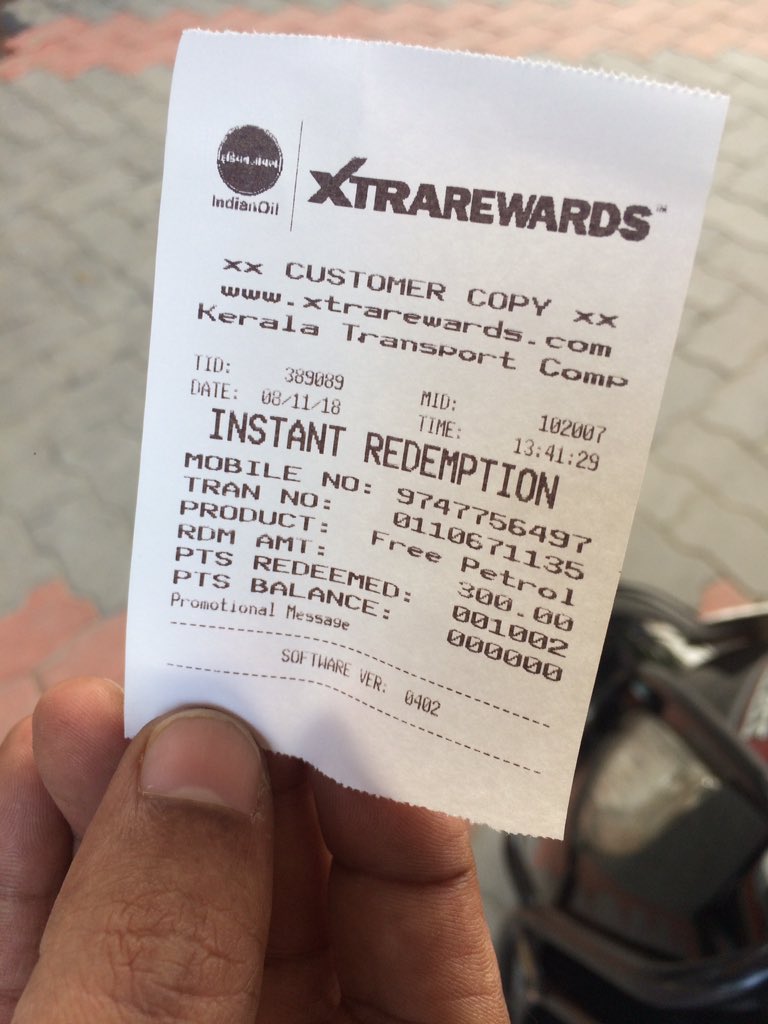 IndianOil
XTRAREWARDS™
xx CUSTOMER COPY xx
www.xtrarewards.com
Kerala Transport Comp
TID: 389089 MID: 102007
DATE: 08/11/18 TIME: 13:41:29
INSTANT REDEMPTION
MOBILE NO: 9747756497
TRAN NO: 0110671135
PRODUCT: Free Petrol
RDM AMT: 300.00
PTS REDEEMED: 001002
PTS BALANCE: 000000
Promotional Message
SOFTWARE VER: 0402